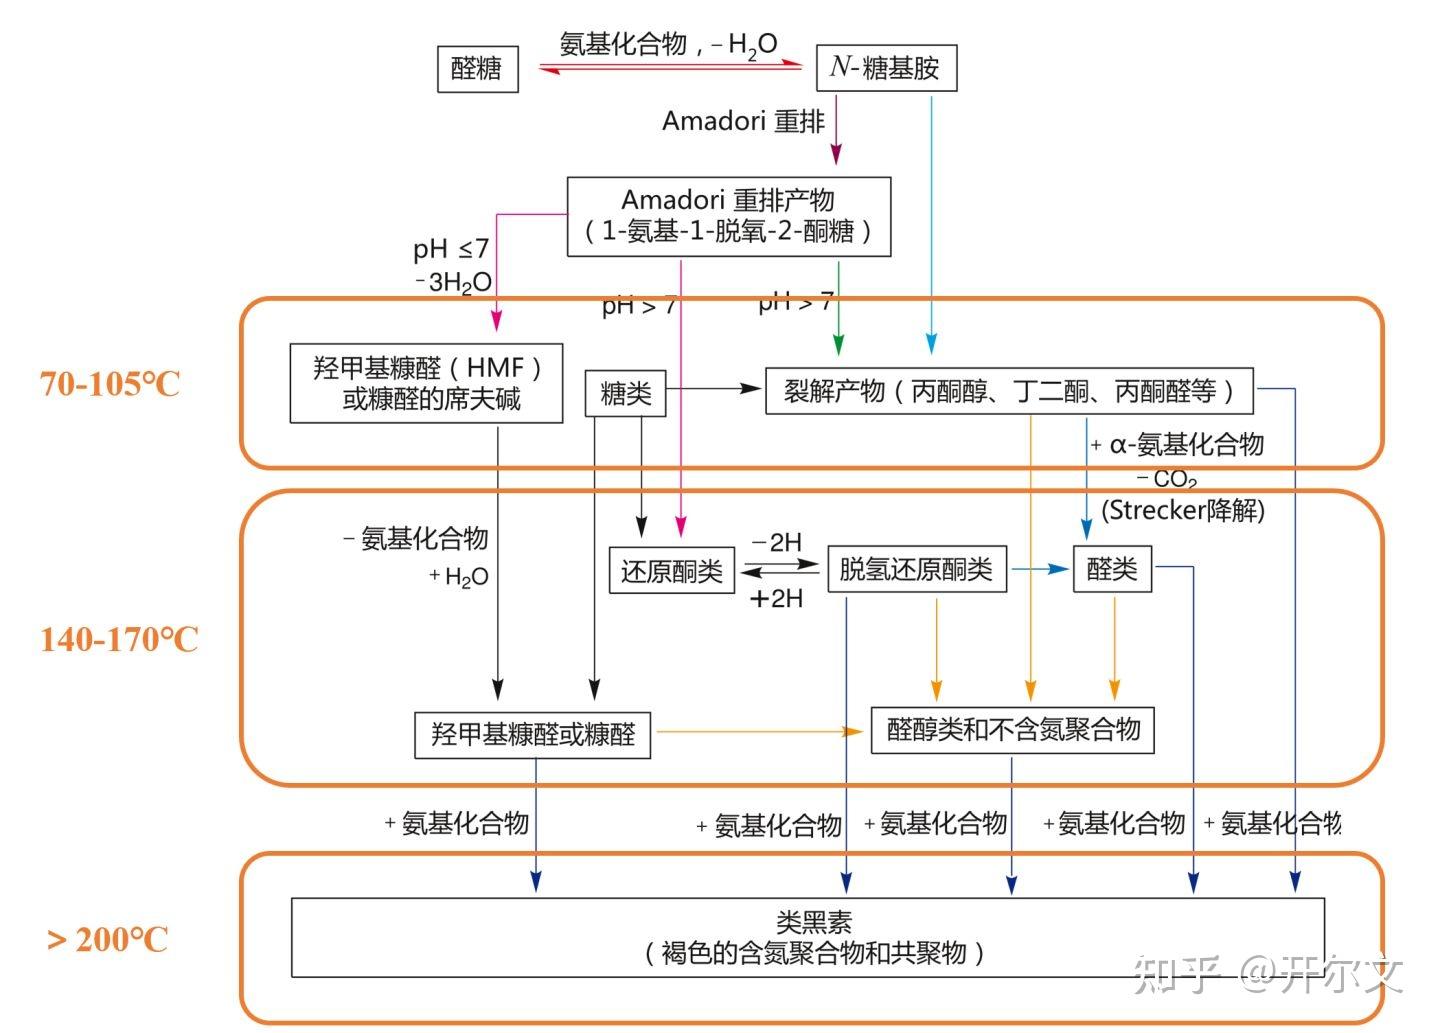 氨基化合物，-H₂O
醛糖
N-糖基胺
Amadori 重排
Amadori 重排产物
（1-氨基-1-脱氧-2-酮糖）
pH ≤7
-3H₂O
pH > 7
pH > 7
70-105℃
羟甲基糠醛（HMF）
或糠醛的席夫碱
糖类
裂解产物（丙酮醇、丁二酮、丙酮醛等）
+ α-氨基化合物
-CO₂
(Strecker降解)
- 氨基化合物
+H₂O
还原酮类
-2H
+2H
脱氢还原酮类
醛类
140-170℃
羟甲基糠醛或糠醛
醛醇类和不含氮聚合物
+ 氨基化合物
+ 氨基化合物
+ 氨基化合物
+氨基化合物
+ 氨基化合物
> 200℃
类黑素
（褐色的含氮聚合物和共聚物）
知乎 @开尔文